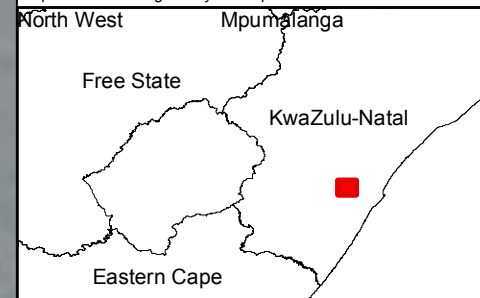 North West
Mpumalanga
Free State
KwaZulu-Natal
Eastern Cape